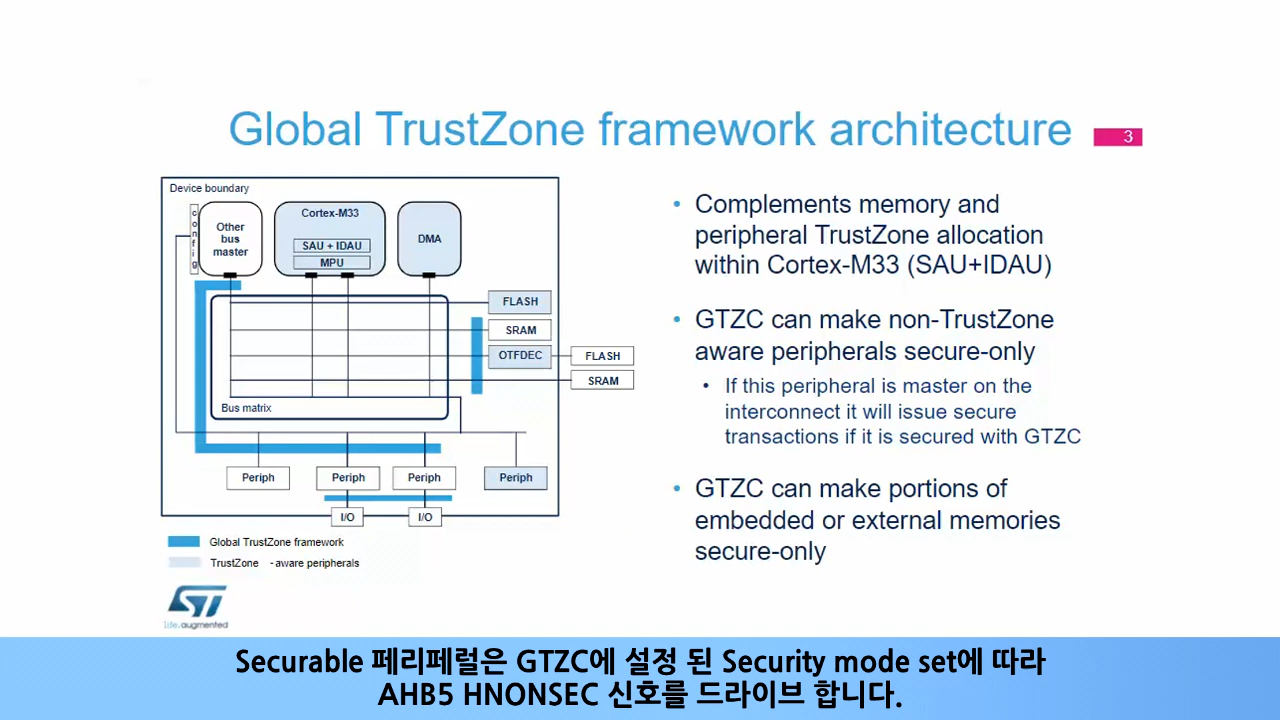 Global TrustZone framework architecture
3
Device boundary
config
Other
bus
master
Cortex-M33
SAU + IDAU
MPU
DMA
FLASH
SRAM
OTFDEC
FLASH
SRAM
Bus matrix
Periph
Periph
Periph
Periph
I/O
I/O
Global TrustZone framework
TrustZone - aware peripherals
• Complements memory and
peripheral TrustZone allocation
within Cortex-M33 (SAU+IDAU)
• GTZC can make non-TrustZone
aware peripherals secure-only
• If this peripheral is master on the
interconnect it will issue secure
transactions if it is secured with GTZC
• GTZC can make portions of
embedded or external memories
secure-only
ST
life.augmented
Securable 페리페럴은 GTZC에 설정 된 Security mode set에 따라
AHB5 HNONSEC 신호를 드라이브 합니다.